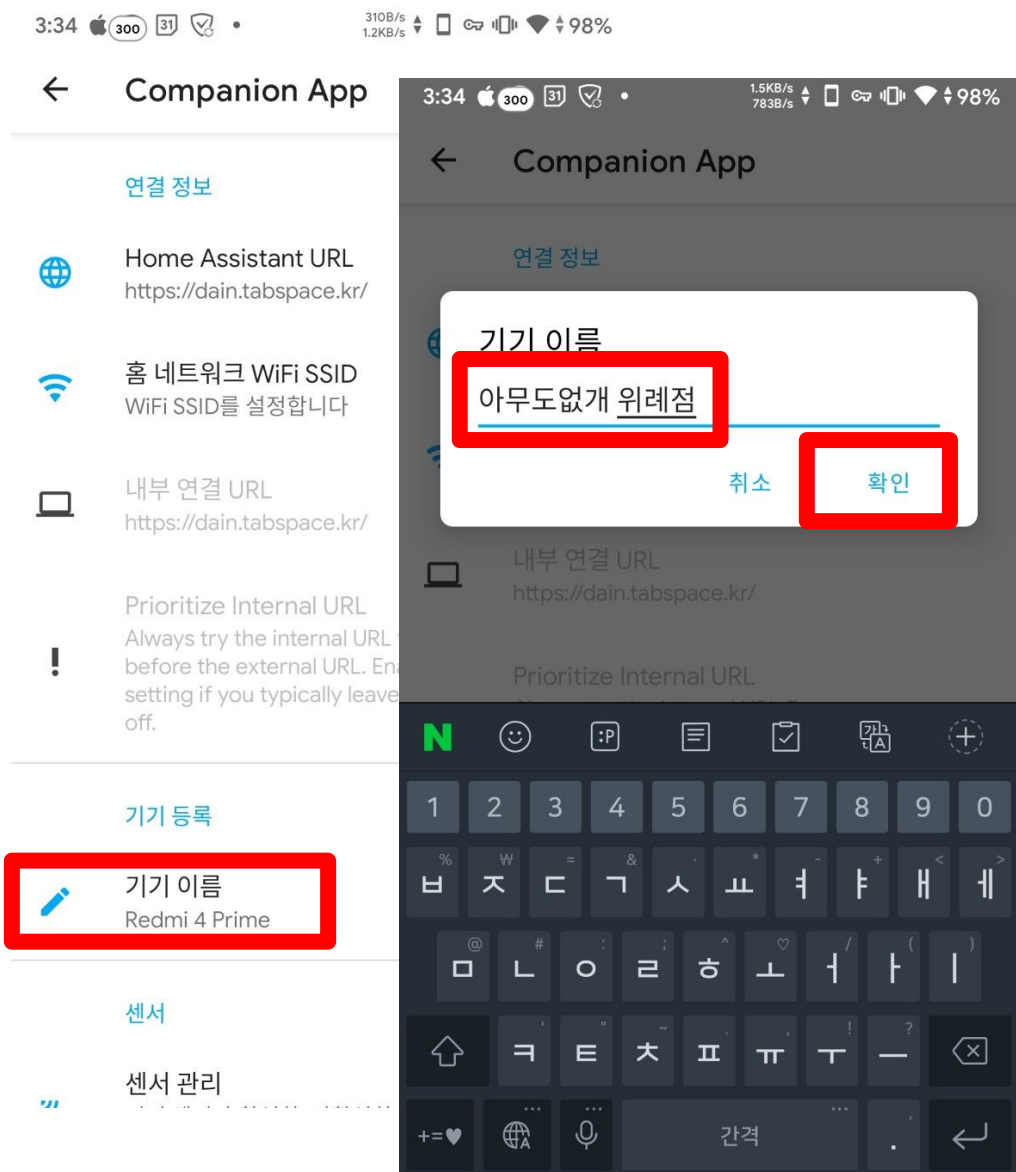 3:34 300 31
310B/s
1.2KB/s
98%
Companion App
연결 정보
Home Assistant URL
https://dain.tabspace.kr/
홈 네트워크 WiFi SSID
WiFi SSID를 설정합니다
내부 연결 URL
https://dain.tabspace.kr/
Prioritize Internal URL
Always try the internal URL
before the external URL.
setting if you typically leave
off.
기기 등록
기기 이름
Redmi 4 Prime
센서
센서 관리
3:34 300 31
1.5KB/s
783B/s
98%
Companion App
연결 정보
기기 이름
아무도없개 위례점
취소 확인
내부 연결 URL
https://dain.tabspace.kr/
Prioritize Internal URL
N :P 가 A +
1 2 3 4 5 6 7 8 9 0
% ₩ = & · * - + < >
ㅂ ㅈ ㄷ ㄱ ㅅ ㅛ ㅕ ㅑ ㅐ ㅔ
@ # : ; ^ ♡ / ( )
ㅁ ㄴ ㅇ ㄹ ㅎ ㅗ ㅓ ㅏ ㅣ
' " ~ . , ! ?
ㅋ ㅌ ㅊ ㅍ ㅠ ㅜ ㅡ
+=♥ 간격 .